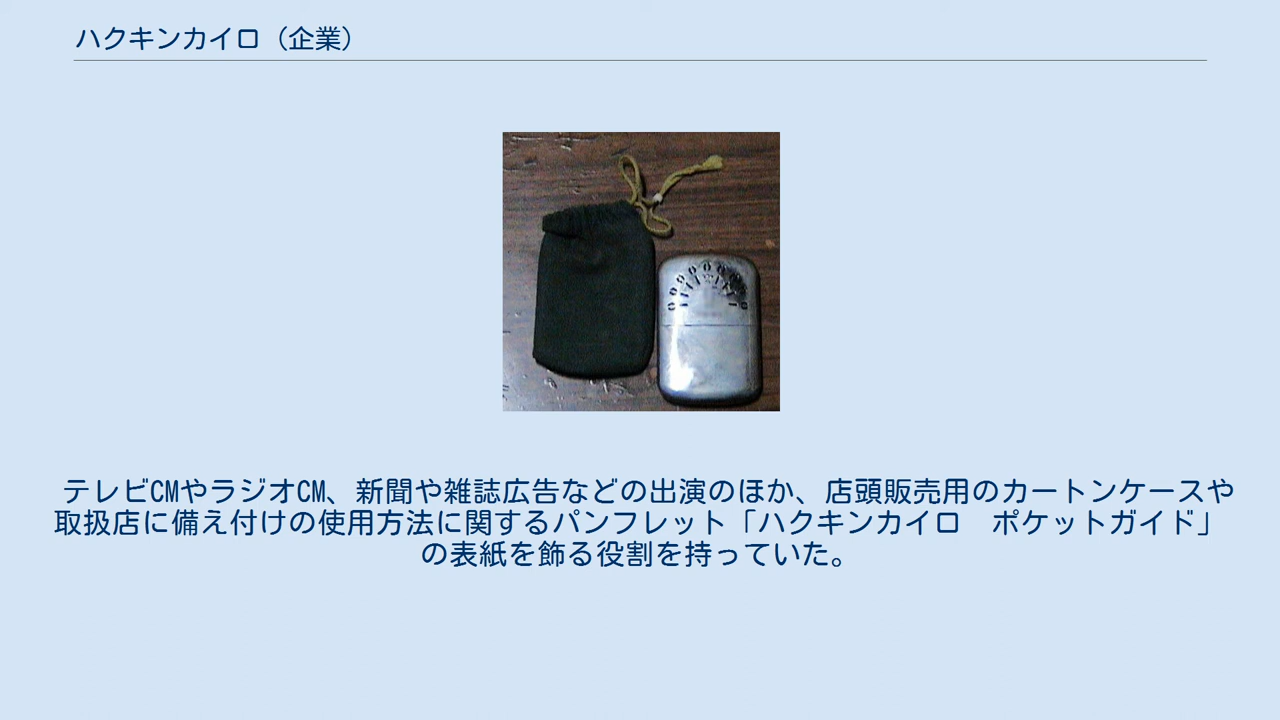 ハクキンカイロ（企業）
テレビCMやラジオCM、新聞や雑誌広告などの出演のほか、店頭販売用のカートンケースや
取扱店に備え付けの使用方法に関するパンフレット「ハクキンカイロ　ポケットガイド」
の表紙を飾る役割を持っていた。